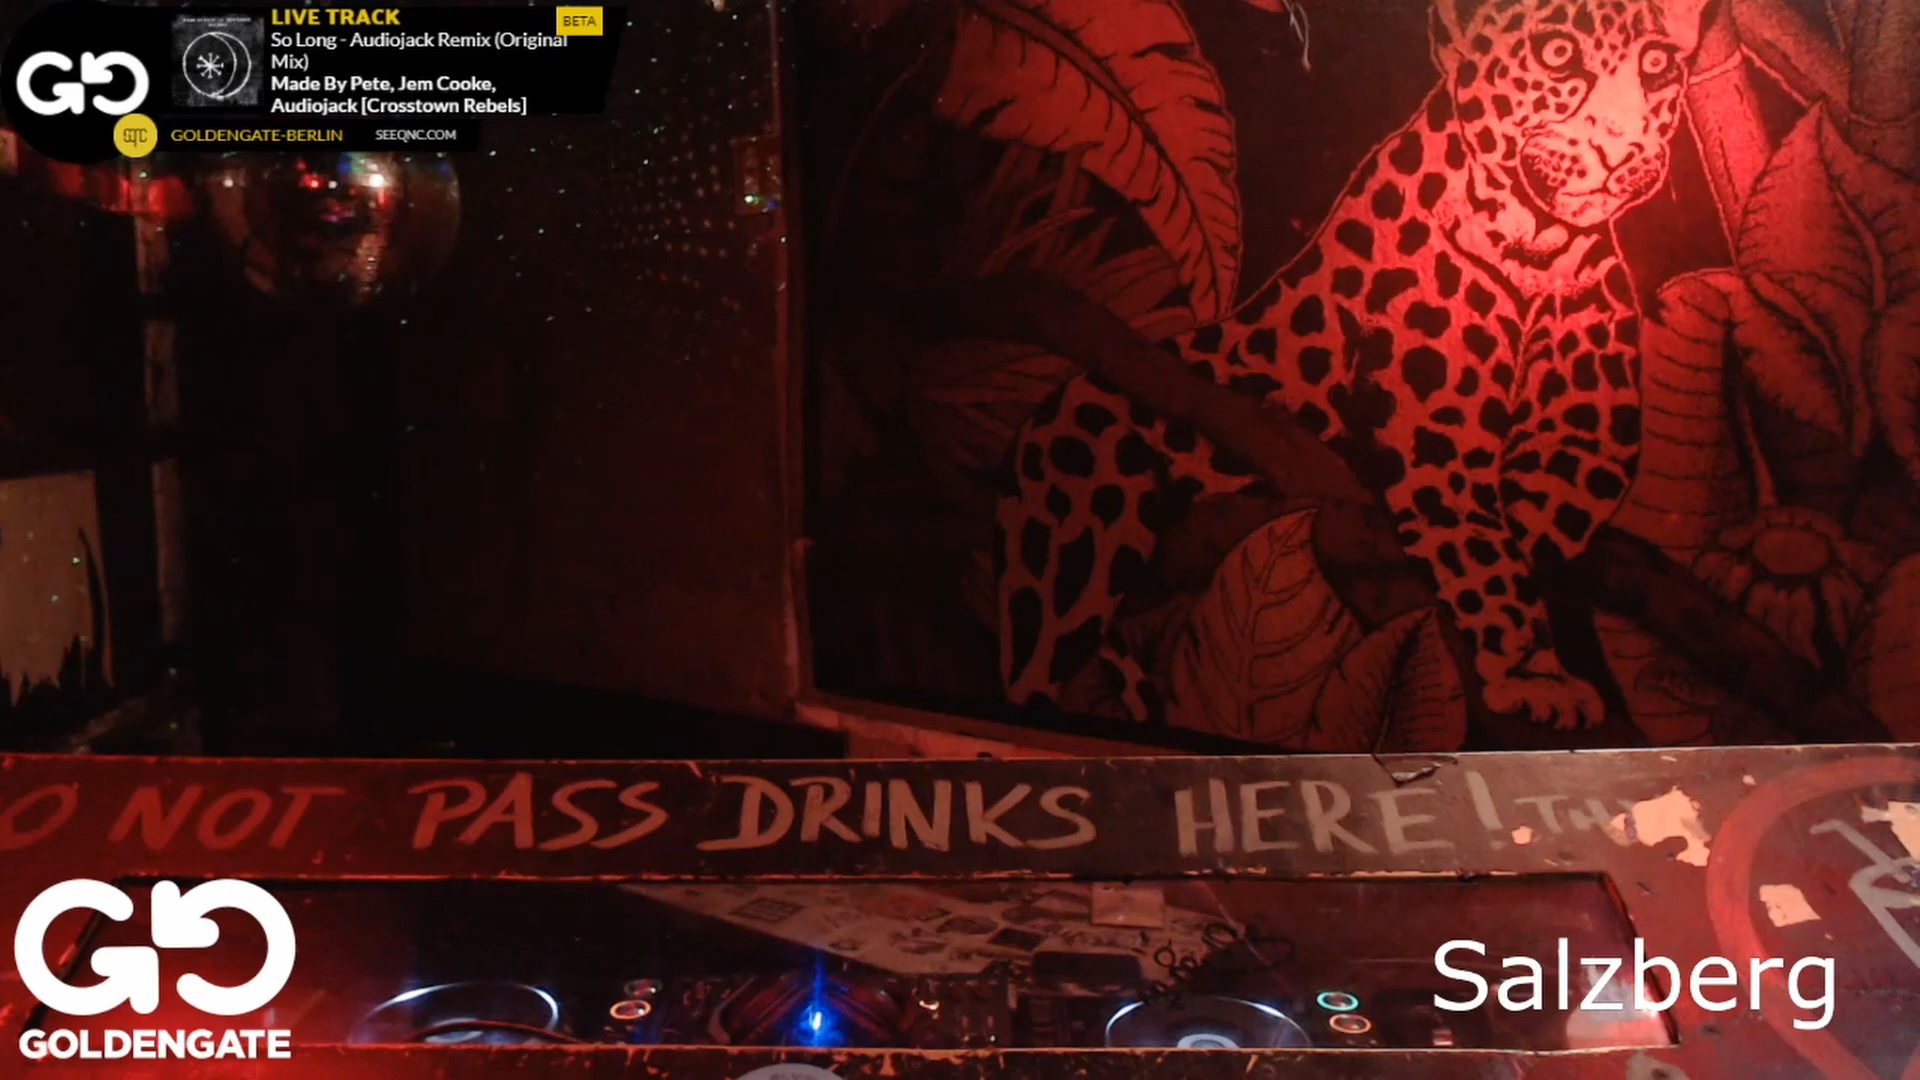 LIVE TRACK
BETA
So Long - Audiojack Remix (Original
Mix)
Made By Pete, Jem Cooke,
Audiojack [Crosstown Rebels]
GOLDENGATE-BERLIN SEEQNC.COM
O NOT PASS DRINKS HERE!
GOLDENGATE
Salzberg